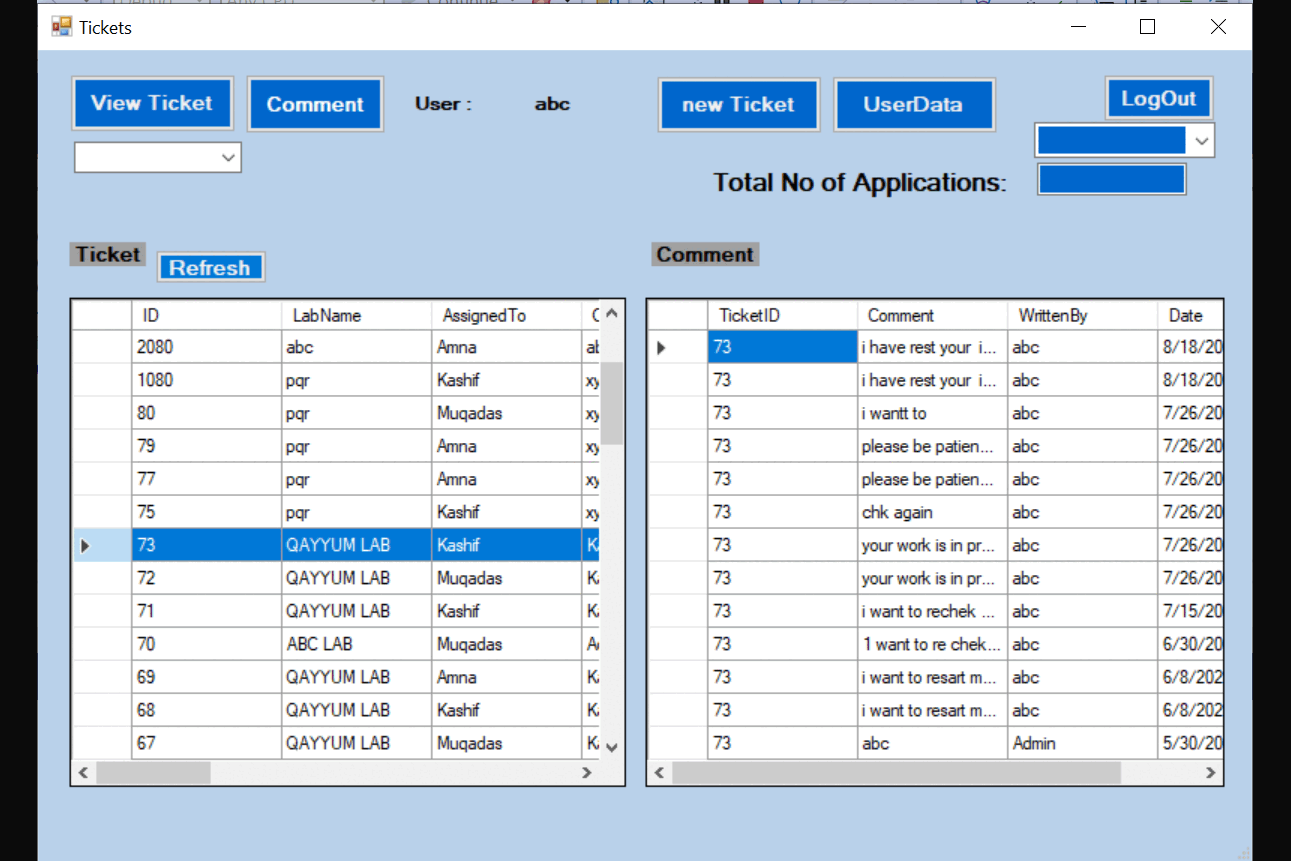 Tickets
View Ticket Comment User : abc new Ticket UserData LogOut
Total No of Applications:
Ticket Refresh Comment
ID LabName AssignedTo
2080 abc Amna
1080 pqr Kashif
80 pqr Muqadas
79 pqr Amna
77 pqr Amna
75 pqr Kashif
73 QAYYUM LAB Kashif
72 QAYYUM LAB Muqadas
71 QAYYUM LAB Kashif
70 ABC LAB Muqadas
69 QAYYUM LAB Amna
68 QAYYUM LAB Kashif
67 QAYYUM LAB Muqadas
TicketID Comment WrittenBy Date
73 i have rest your i... abc 8/18/20
73 i have rest your i... abc 8/18/20
73 i wantt to abc 7/26/20
73 please be patien... abc 7/26/20
73 please be patien... abc 7/26/20
73 chk again abc 7/26/20
73 your work is in pr... abc 7/26/20
73 your work is in pr... abc 7/26/20
73 i want to rechek ... abc 7/15/20
73 1 want to re chek... abc 6/30/20
73 i want to resart m... abc 6/8/202
73 i want to resart m... abc 6/8/202
73 abc Admin 5/30/20